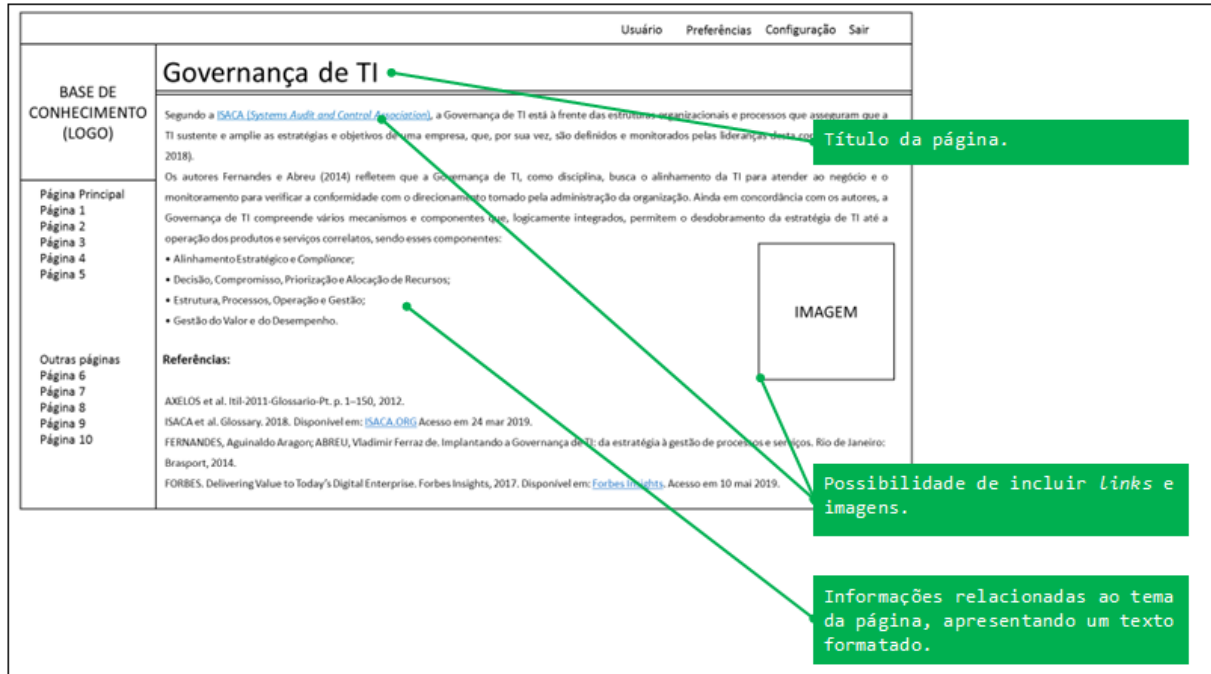 Usuário Preferências Configuração Sair
BASE DE
CONHECIMENTO
(LOGO)
Governança de TI
Segundo a ISACA (Systems Audit and Control Association), a Governança de TI está à frente das estruturas organizacionais e processos que asseguram que a
TI sustente e amplie as estratégias e objetivos de uma empresa, que, por sua vez, são definidos e monitorados pelas lideranças desta
2018).
Os autores Fernandes e Abreu (2014) refletem que a Governança de TI, como disciplina, busca o alinhamento da TI para atender ao negócio e o
monitoramento para verificar a conformidade com o direcionamento tomado pela administração da organização. Ainda em concordância com os autores, a
Governança de TI compreende vários mecanismos e componentes que, logicamente integrados, permitem o desdobramento da estratégia de TI até a
operação dos produtos e serviços correlatos, sendo esses componentes:
• Alinhamento Estratégico e Compliance;
• Decisão, Compromisso, Priorização e Alocação de Recursos;
• Estrutura, Processos, Operação e Gestão;
• Gestão do Valor e do Desempenho.
IMAGEM
Referências:
AXELOS et al. Itil-2011-Glossario-Pt. p. 1–150, 2012.
ISACA et al. Glossary. 2018. Disponível em: ISACA.ORG Acesso em 24 mar 2019.
FERNANDES, Aguinaldo Aragon; ABREU, Vladimir Ferraz de. Implantando a Governança de TI: da estratégia à gestão de processos e serviços. Rio de Janeiro:
Brasport, 2014.
FORBES. Delivering Value to Today's Digital Enterprise. Forbes Insights, 2017. Disponível em: Forbes Insights. Acesso em 10 mai 2019.
Página Principal
Página 1
Página 2
Página 3
Página 4
Página 5
Outras páginas
Página 6
Página 7
Página 8
Página 9
Página 10
Título da página.
Possibilidade de incluir links e
imagens.
Informações relacionadas ao tema
da página, apresentando um texto
formatado.